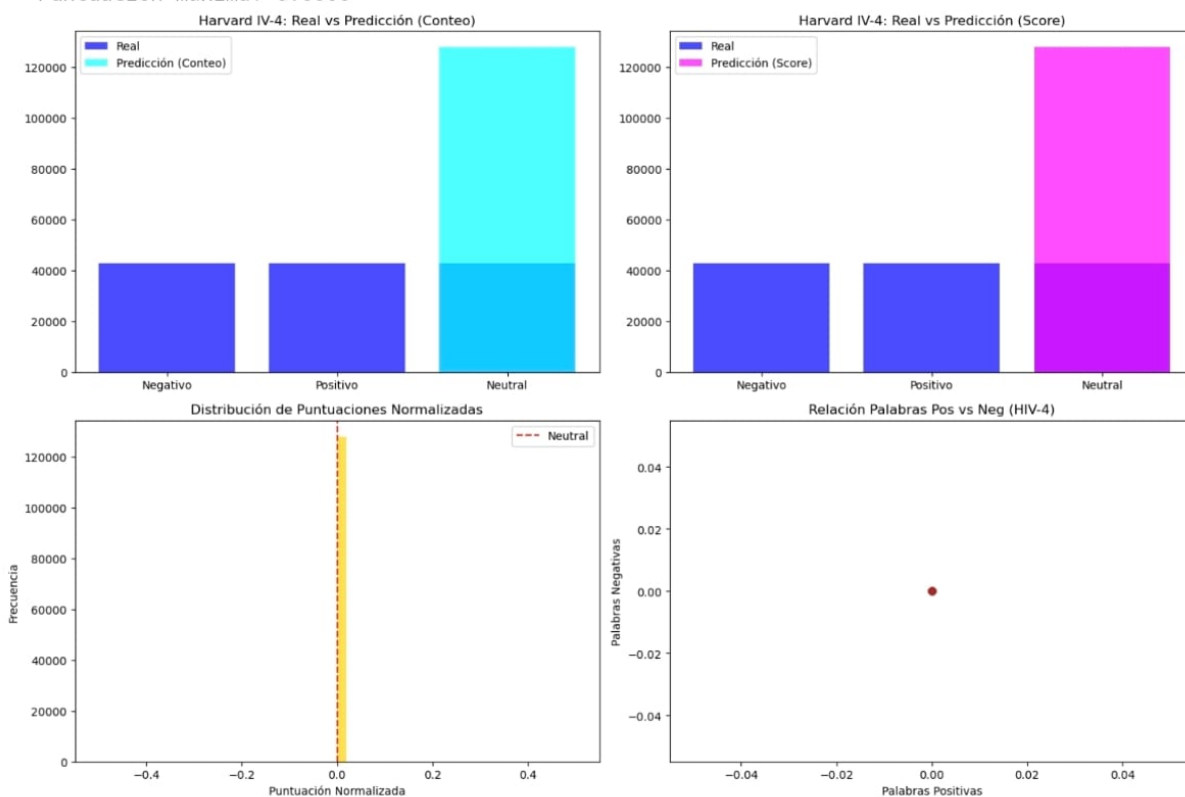 Harvard IV-4: Real vs Predicción (Conteo)
Real
Predicción (Conteo)
120000
100000
80000
60000
40000
20000
0
Negativo
Positivo
Neutral
Harvard IV-4: Real vs Predicción (Score)
Real
Predicción (Score)
120000
100000
80000
60000
40000
20000
0
Negativo
Positivo
Neutral
Distribución de Puntuaciones Normalizadas
Neutral
Frecuencia
120000
100000
80000
60000
40000
20000
0
−0.4
−0.2
0.0
0.2
0.4
Puntuación Normalizada
Relación Palabras Pos vs Neg (HIV-4)
Palabras Negativas
0.04
0.02
0.00
−0.02
−0.04
−0.04
−0.02
0.00
0.02
0.04
Palabras Positivas